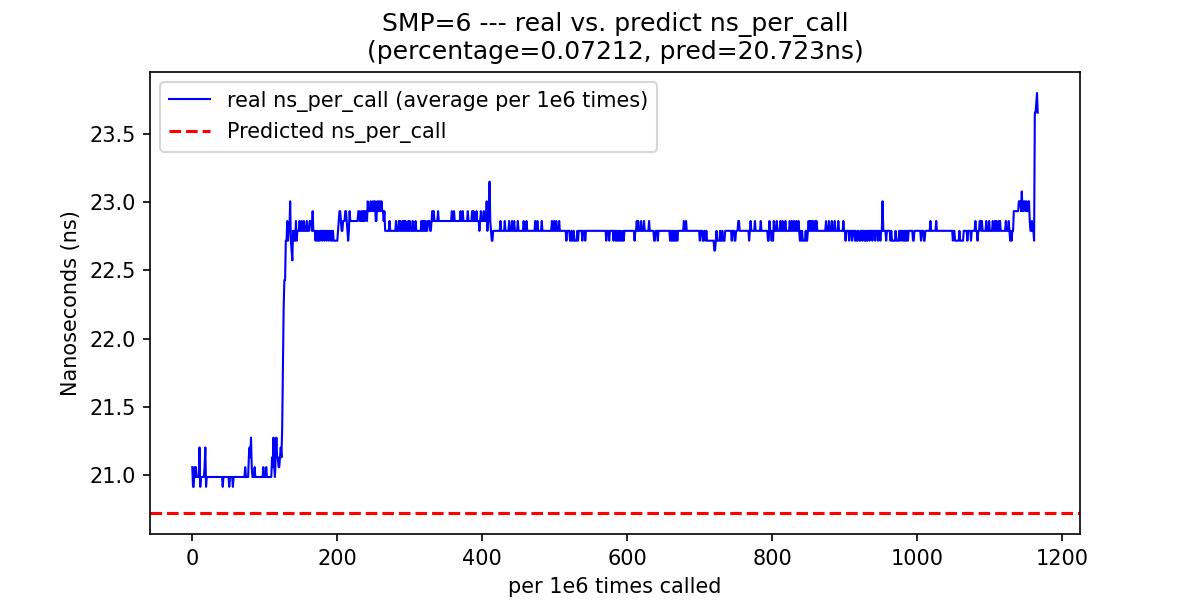 SMP=6 --- real vs. predict ns_per_call
(percentage=0.07212, pred=20.723ns)
real ns_per_call (average per 1e6 times)
Predicted ns_per_call
Nanoseconds (ns)
23.5
23.0
22.5
22.0
21.5
21.0
0 200 400 600 800 1000 1200
per 1e6 times called